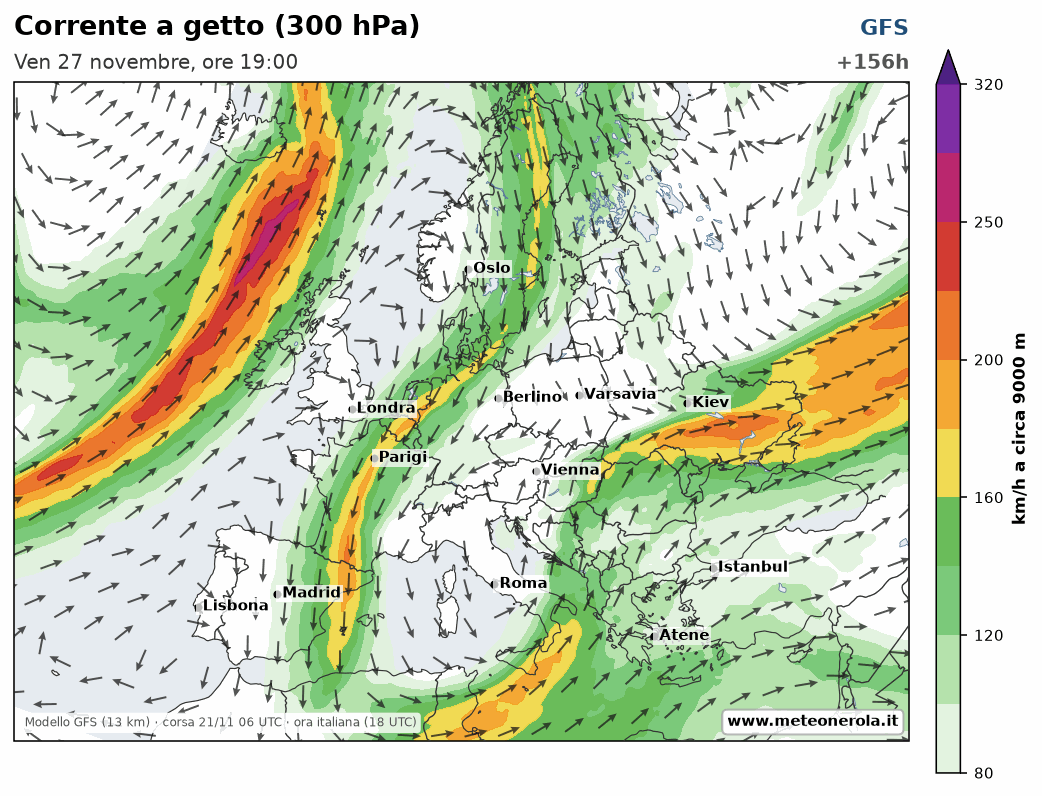 Corrente a getto (300 hPa)
GFS
Ven 27 novembre, ore 19:00
+156h
320
250
200
160
120
80
km/h a circa 9000 m
Oslo
Berlino
Varsavia
Kiev
Londra
Parigi
Vienna
Istanbul
Roma
Madrid
Lisbona
Atene
Modello GFS (13 km) · corsa 21/11 06 UTC · ora italiana (18 UTC)
www.meteonerola.it